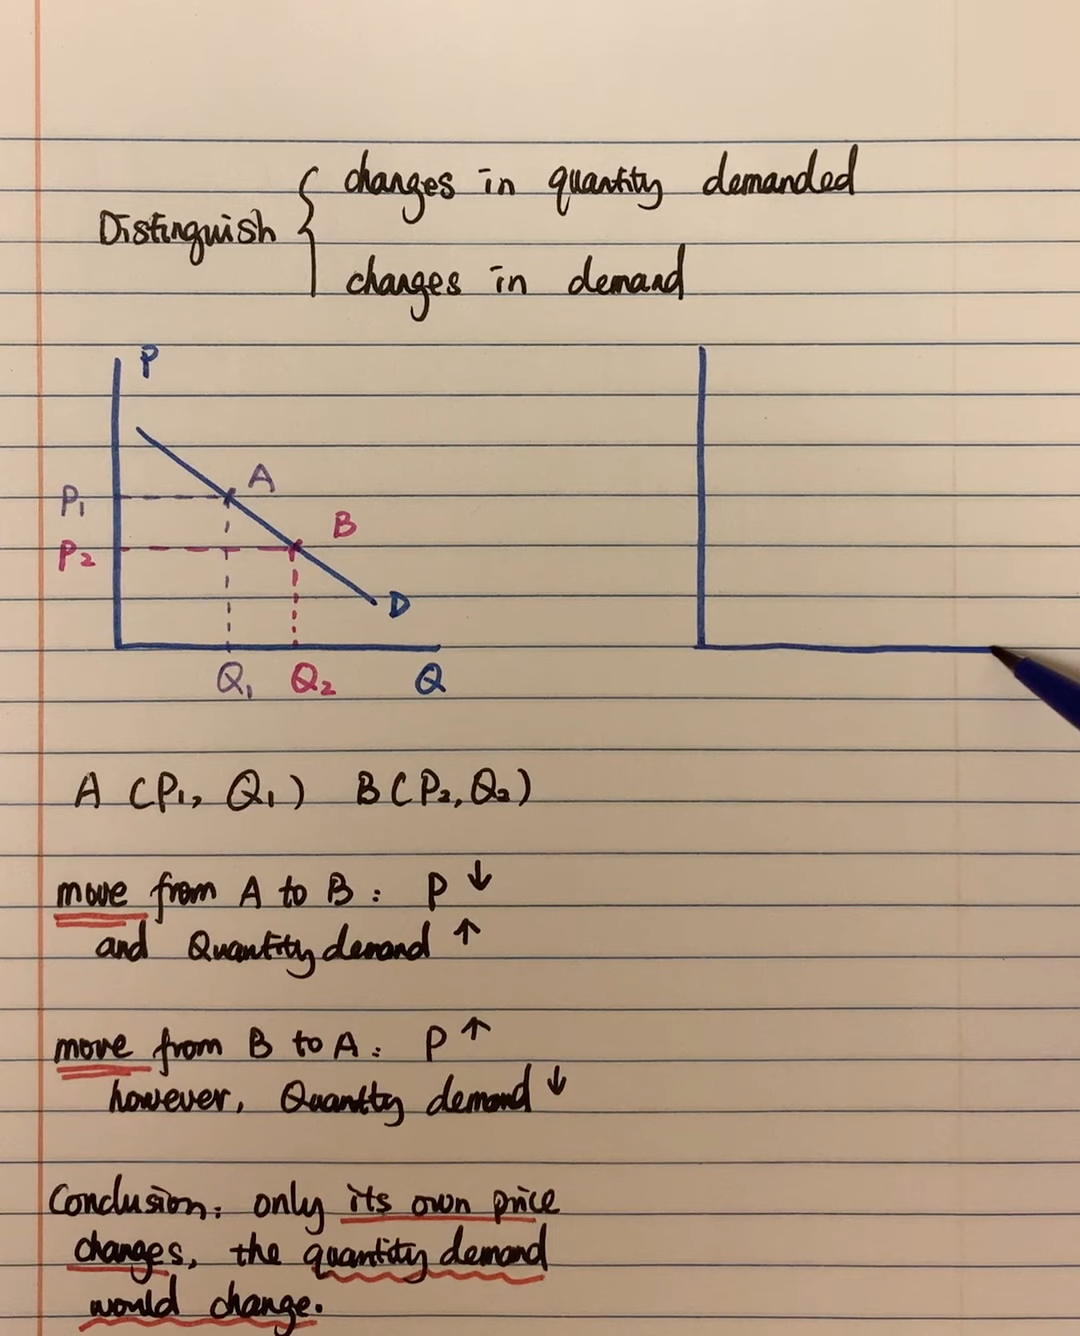 changes in quantity demanded
Distinguish {
changes in demand
P
A
P1
B
P2
D
Q1 Q2 Q
A (P1, Q1) B (P2, Q2)
move from A to B : P ↓
and Quantity demand ↑
move from B to A : P ↑
however, Quantity demand ↓
Conclusion: only its own price
changes, the quantity demand
would change.